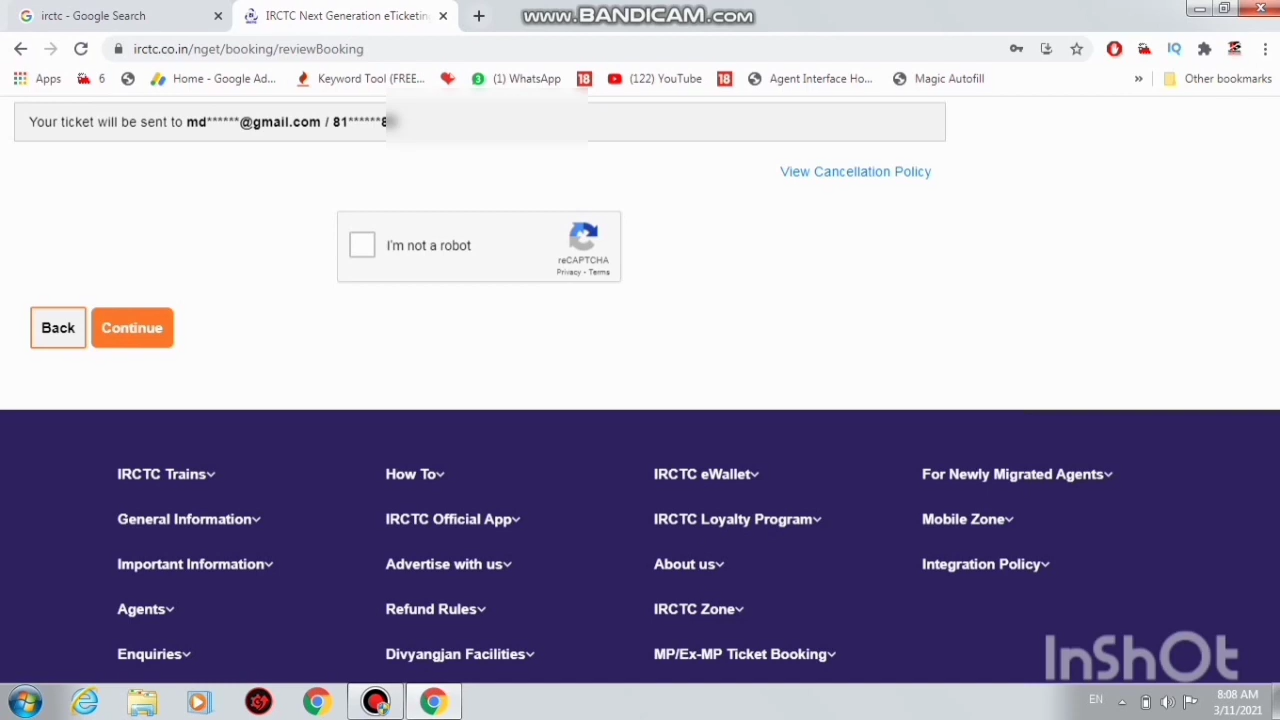 irctc - Google Search
IRCTC Next Generation eTicketing
www.BANDICAM.com
irctc.co.in/nget/booking/reviewBooking
IQ
Apps
6
Home - Google Ad...
Keyword Tool (FREE...
3
(1) WhatsApp
18
(122) YouTube
18
Agent Interface Ho...
Magic Autofill
»
Other bookmarks
Your ticket will be sent to md******@gmail.com / 81******8
View Cancellation Policy
I'm not a robot
reCAPTCHA
Privacy - Terms
Back
Continue
IRCTC Trains
How To
IRCTC eWallet
For Newly Migrated Agents
General Information
IRCTC Official App
IRCTC Loyalty Program
Mobile Zone
Important Information
Advertise with us
About us
Integration Policy
Agents
Refund Rules
IRCTC Zone
Enquiries
Divyangjan Facilities
MP/Ex-MP Ticket Booking
InShOt
EN
8:08 AM
3/11/2021